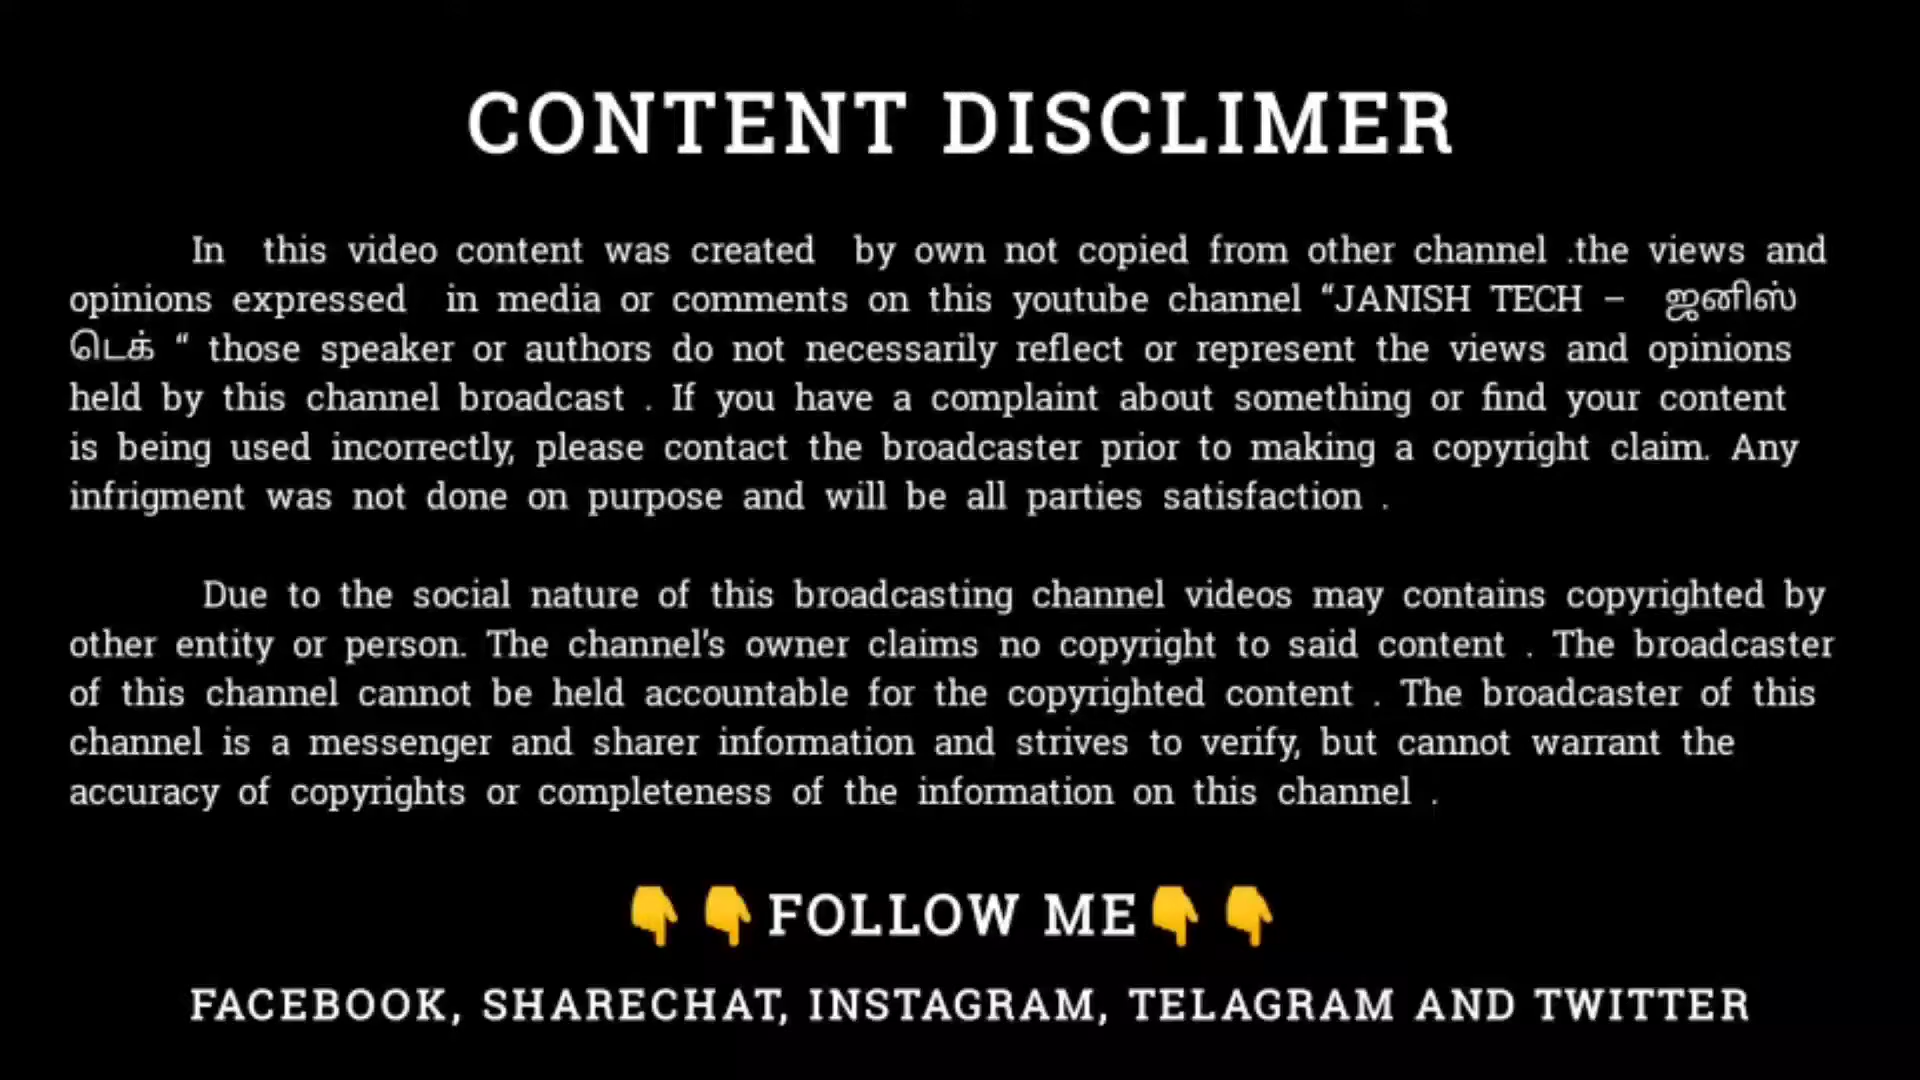 CONTENT DISCLIMER
In this video content was created by own not copied from other channel .the views and
opinions expressed in media or comments on this youtube channel “JANISH TECH – ஜனிஸ்
டெக் “ those speaker or authors do not necessarily reflect or represent the views and opinions
held by this channel broadcast . If you have a complaint about something or find your content
is being used incorrectly, please contact the broadcaster prior to making a copyright claim. Any
infrigment was not done on purpose and will be all parties satisfaction .
Due to the social nature of this broadcasting channel videos may contains copyrighted by
other entity or person. The channel's owner claims no copyright to said content . The broadcaster
of this channel cannot be held accountable for the copyrighted content . The broadcaster of this
channel is a messenger and sharer information and strives to verify, but cannot warrant the
accuracy of copyrights or completeness of the information on this channel .
👇👇FOLLOW ME👇👇
FACEBOOK, SHARECHAT, INSTAGRAM, TELAGRAM AND TWITTER